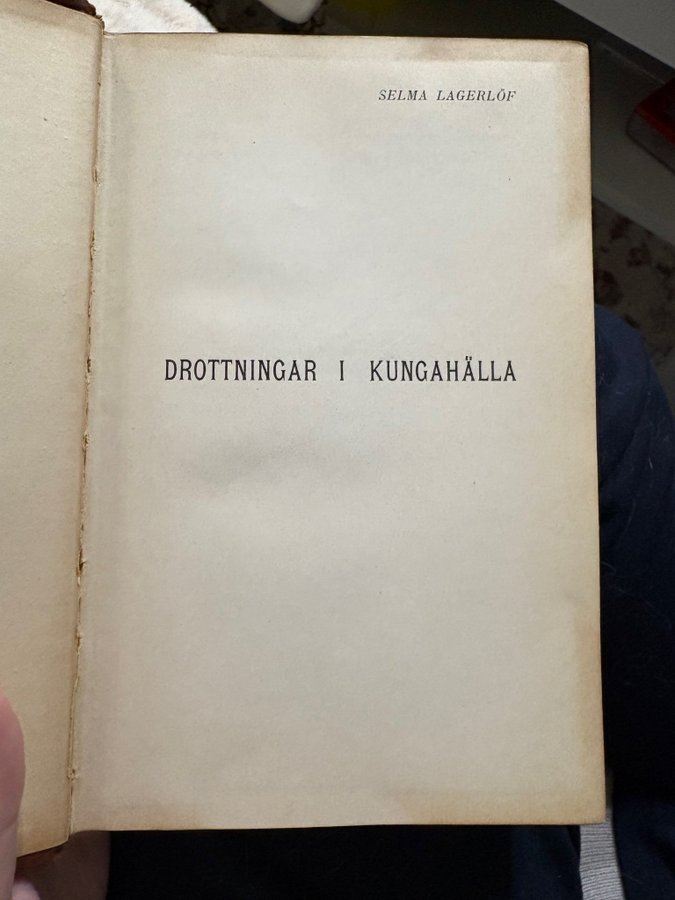 SELMA LAGERLÖF
DROTTNINGAR I KUNGAHÄLLA